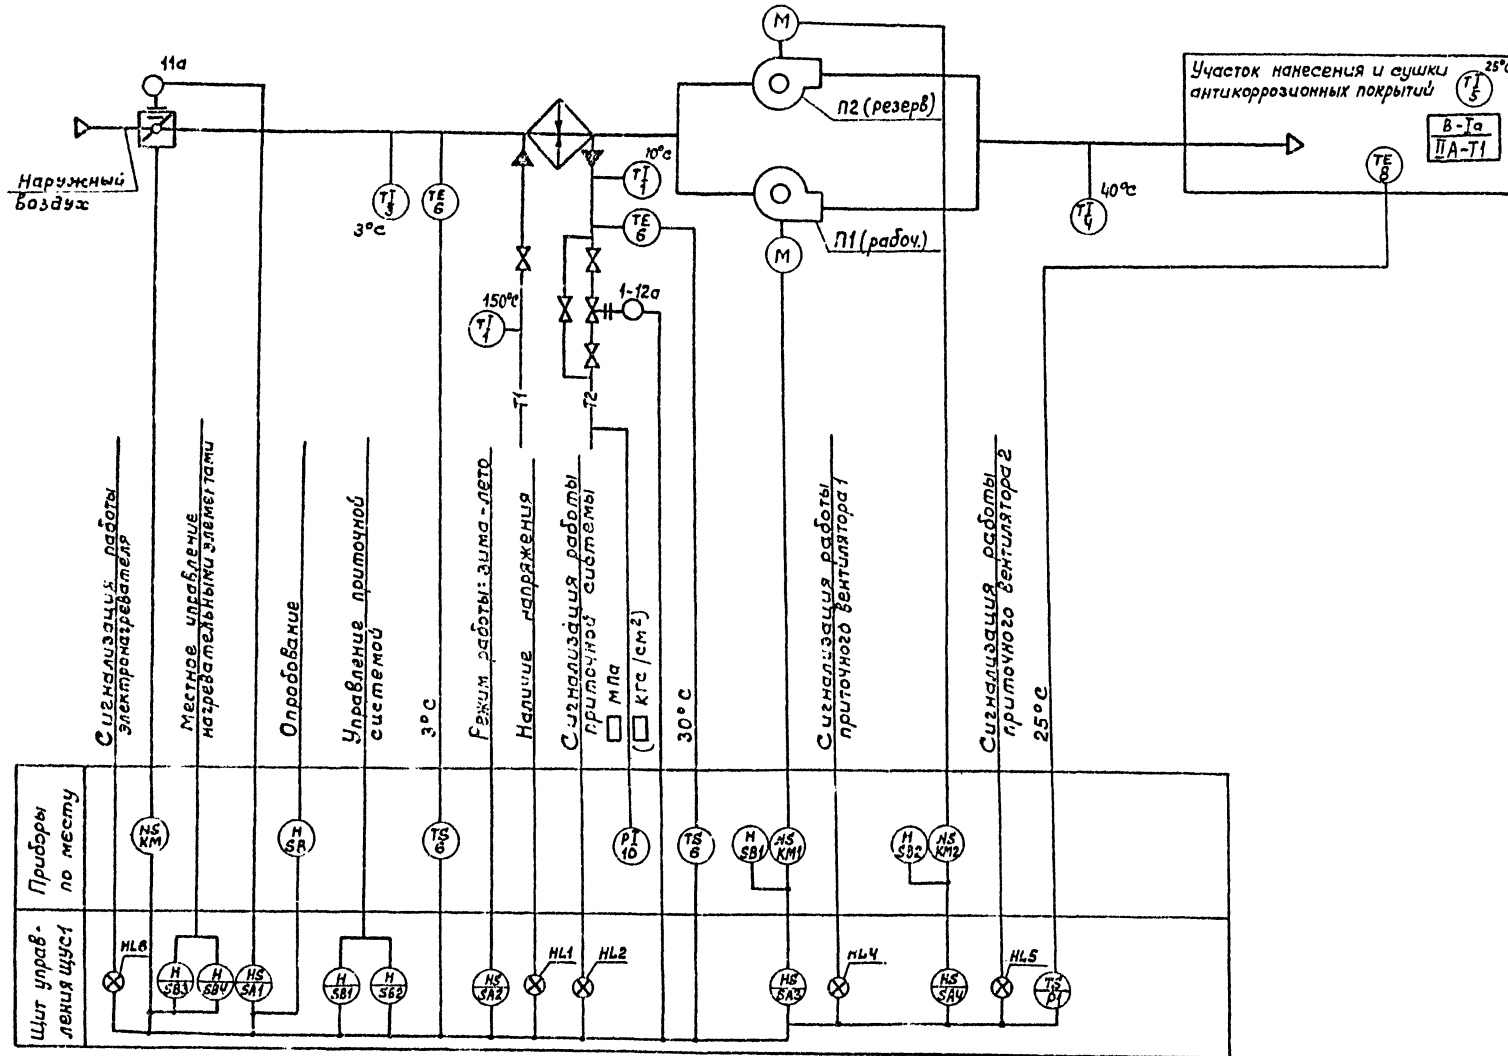 11а
Наружный
воздух
TI
3
3°С
TE
6
10°с
TI
1
TE
6
150°С
TI
1
1-12а
Т1
Т2
М
П2 (резерв)
П1 (рабоч.)
М
TI
4
40°С
Участок нанесения и сушки
антикоррозионных покрытий
TI
5
25°С
В-Iа
IIА-Т1
TE
8
Сигнализация работы
электронагревателя
Местное управление
нагревательными элементами
Опробование
Управление приточной
системой
3°С
Режим работы: зима-лето
Наличие напряжения
Сигнализация работы
приточной системы
МПа
(кгс/см²)
30°С
Сигнализация работы
приточного вентилятора 1
Сигнализация работы
приточного вентилятора 2
25°С
Приборы
по месту
NS
KM
H
SB
TS
6
PI
10
TS
6
H
SB1
NS
KM1
H
SB2
NS
KM2
Щит управ-
ления ЩУС1
HL6
H
SB3
H
SB4
HS
SA1
H
SB1
H
SB2
HS
SA2
HL1
HL2
HS
SA3
HL4
HS
SA4
HL5
TS
P1